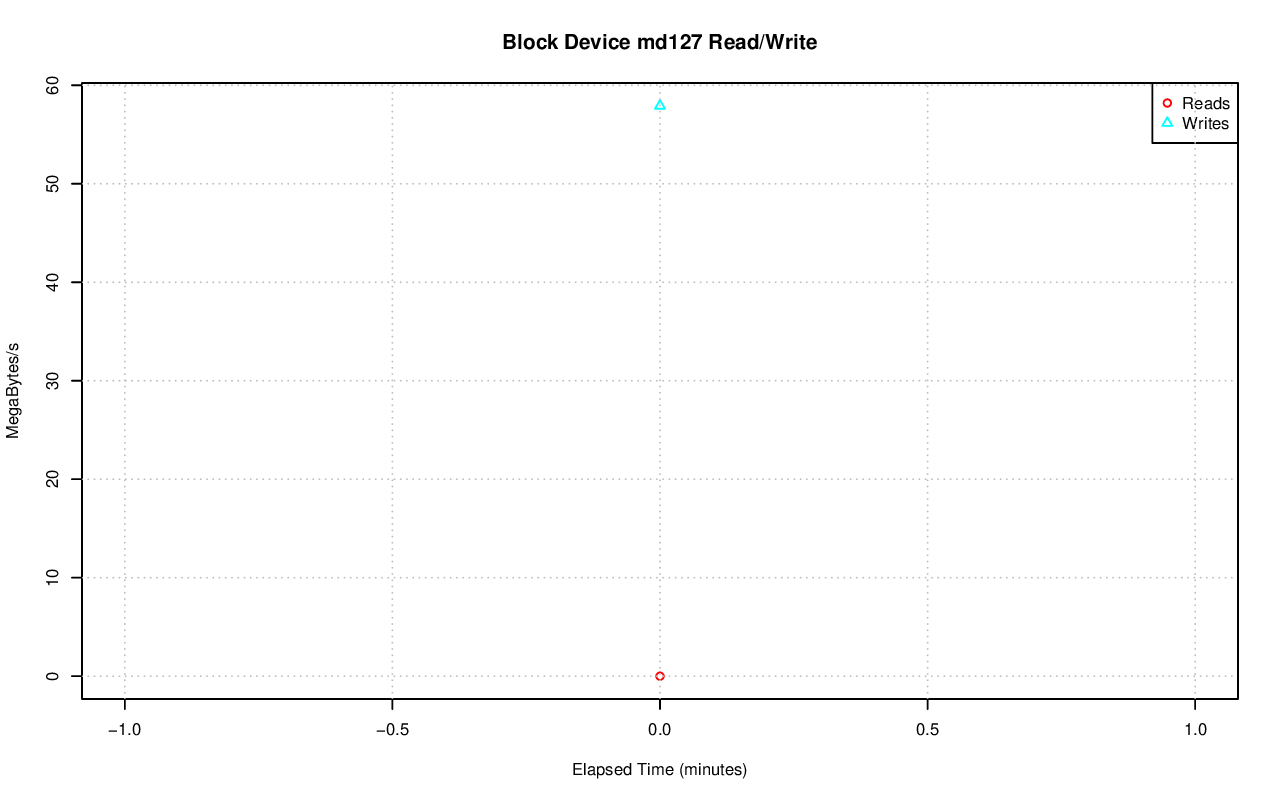 Block Device md127 Read/Write
Reads
Writes
60
50
40
30
20
10
0
MegaBytes/s
−1.0
−0.5
0.0
0.5
1.0
Elapsed Time (minutes)